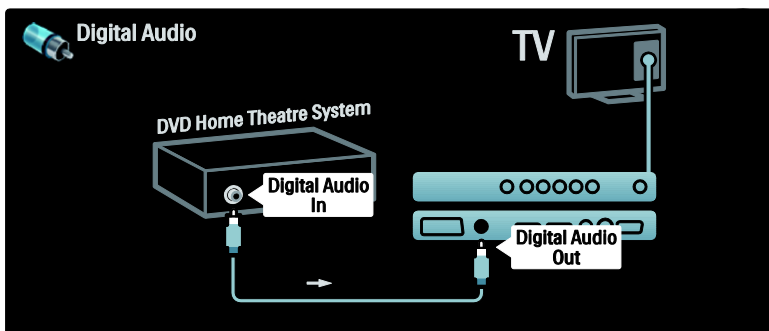 Digital Audio
TV
DVD Home Theatre System
Digital Audio
In
Digital Audio
Out